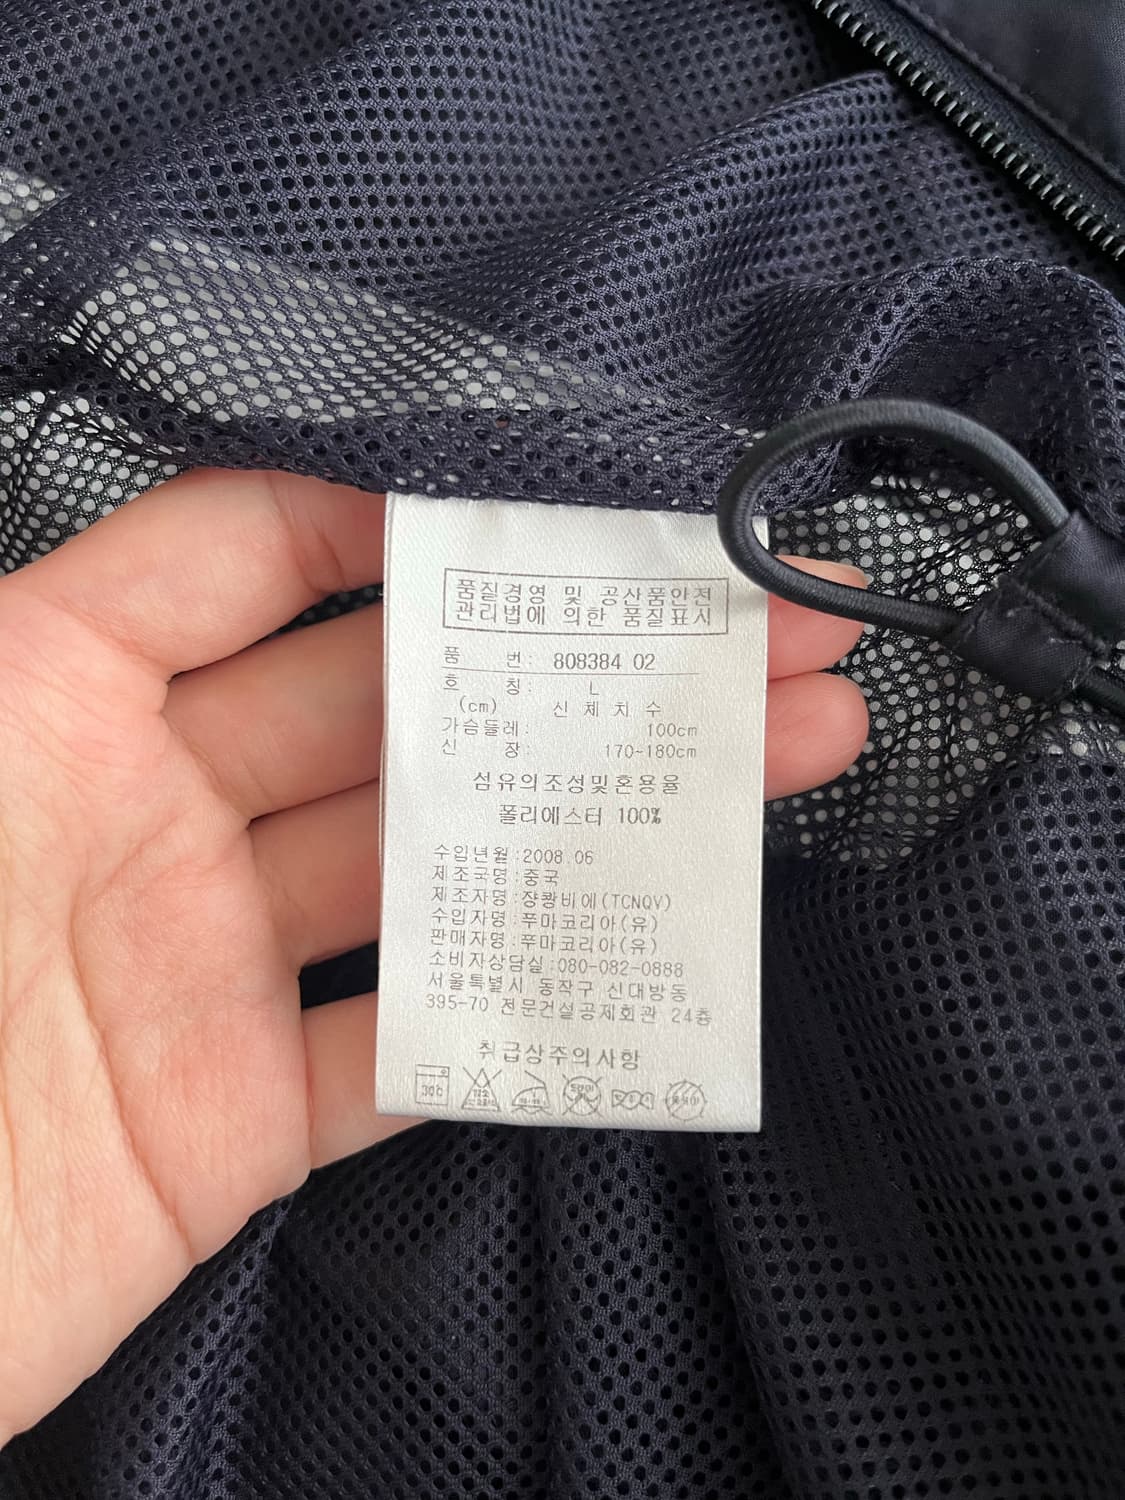 품질경영 및 공산품안전
관리법에 의한 품질표시
품 번: 808384 02
호 칭: L
(cm) 신 체 치 수
가슴둘레: 100cm
신 장: 170-180cm
섬유의조성및혼용율
폴리에스터 100%
수입년월:2008.06
제조국명:중국
제조자명:쟝쾅비에(TCNQV)
수입자명:푸마코리아(유)
판매자명:푸마코리아(유)
소비자상담실:080-082-0888
서울특별시 동작구 신대방동
395-70 전문건설공제회관 24층
취급상주의사항
30c